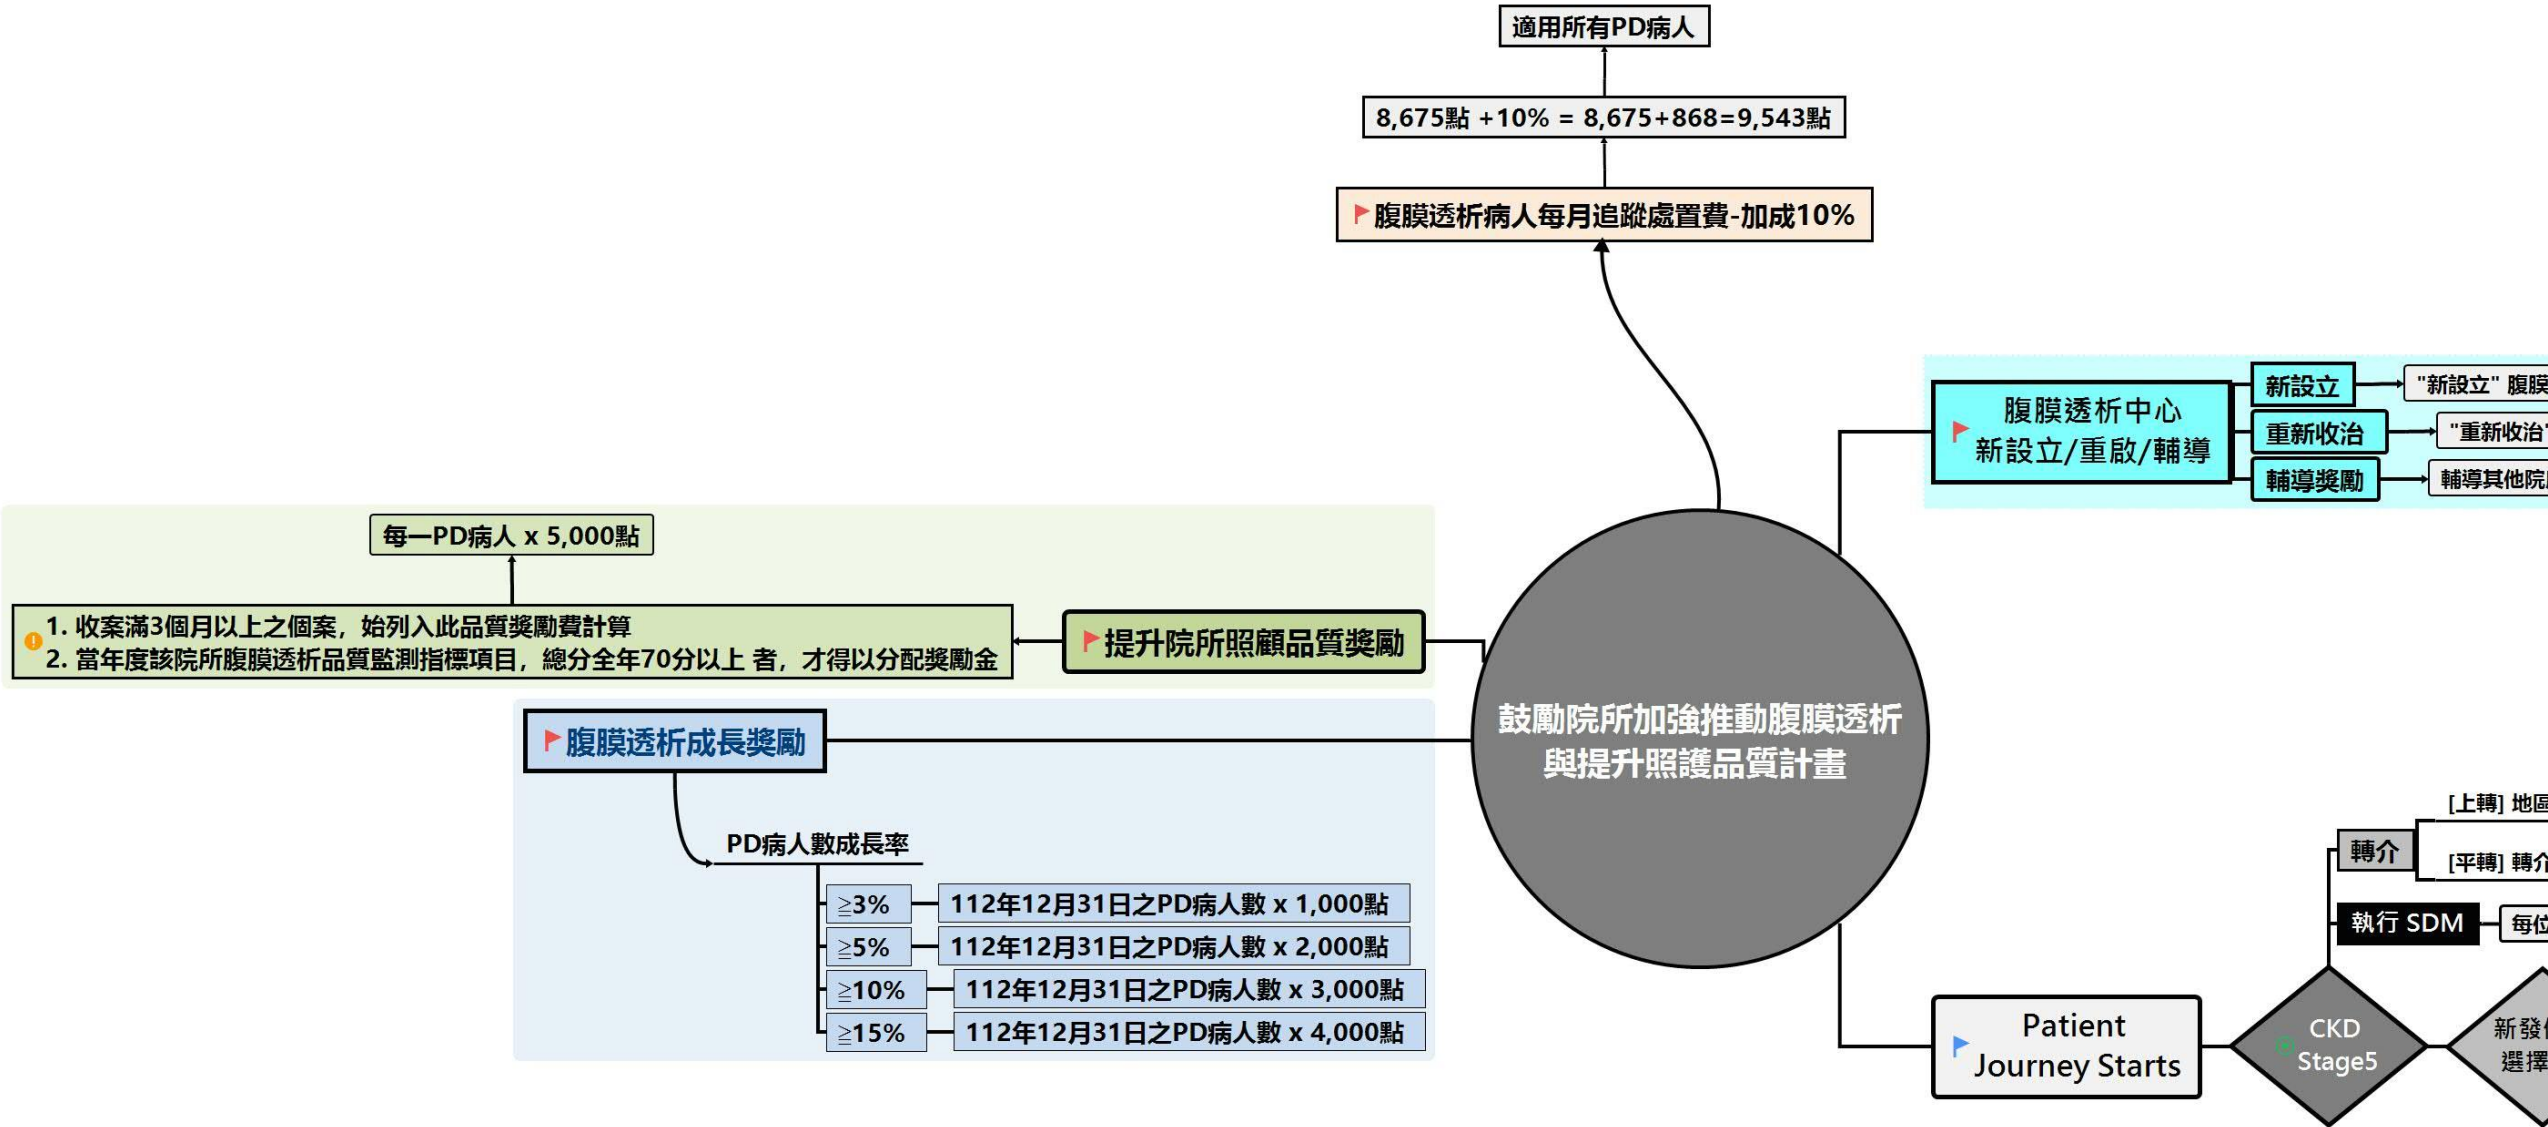 適用所有PD病人
8,675點 +10% = 8,675+868=9,543點
腹膜透析病人每月追蹤處置費-加成10%
腹膜透析中心
新設立/重啟/輔導
新設立
"新設立" 腹膜
重新收治
"重新收治"
輔導獎勵
輔導其他院
每一PD病人 x 5,000點
1. 收案滿3個月以上之個案，始列入此品質獎勵費計算
2. 當年度該院所腹膜透析品質監測指標項目，總分全年70分以上 者，才得以分配獎勵金
提升院所照顧品質獎勵
鼓勵院所加強推動腹膜透析
與提升照護品質計畫
腹膜透析成長獎勵
PD病人數成長率
≧3%
112年12月31日之PD病人數 x 1,000點
≧5%
112年12月31日之PD病人數 x 2,000點
≧10%
112年12月31日之PD病人數 x 3,000點
≧15%
112年12月31日之PD病人數 x 4,000點
Patient
Journey Starts
CKD
Stage5
轉介
[上轉] 地區
[平轉] 轉介
執行 SDM
每位
新發
選擇